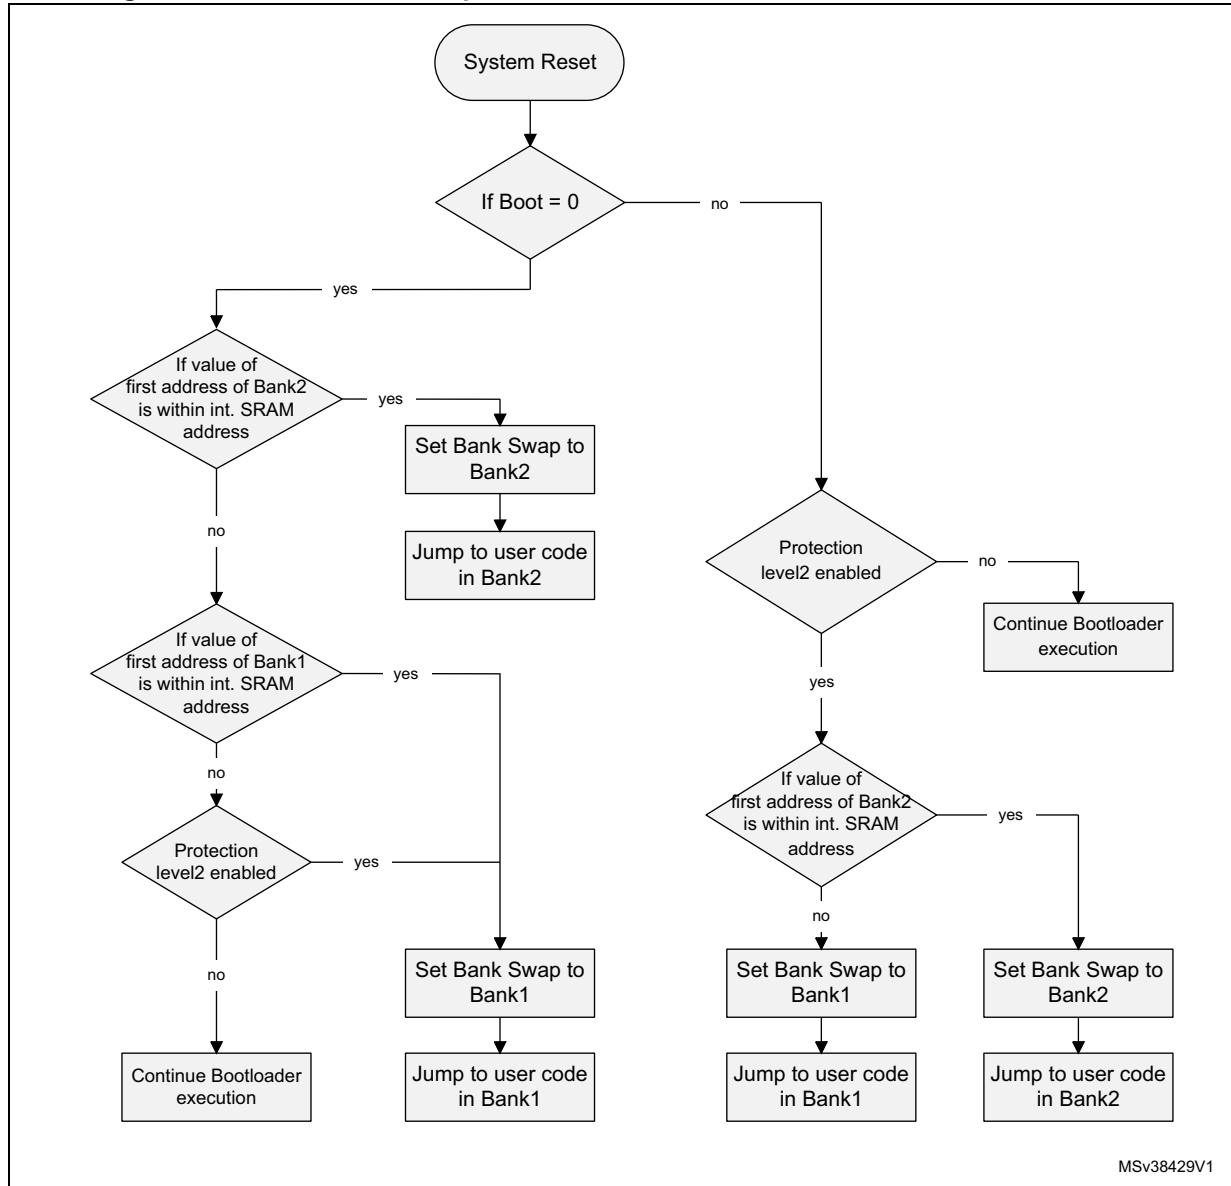 System Reset
If Boot = 0
no
yes
If value of
first address of Bank2
is within int. SRAM
address
yes
Set Bank Swap to
Bank2
no
Jump to user code
in Bank2
Protection
level2 enabled
no
Continue Bootloader
execution
If value of
first address of Bank1
is within int. SRAM
address
yes
yes
no
If value of
first address of Bank2
is within int. SRAM
address
yes
Protection
level2 enabled
yes
no
no
Set Bank Swap to
Bank1
Set Bank Swap to
Bank1
Set Bank Swap to
Bank2
Continue Bootloader
execution
Jump to user code
in Bank1
Jump to user code
in Bank1
Jump to user code
in Bank2
MSv38429V1